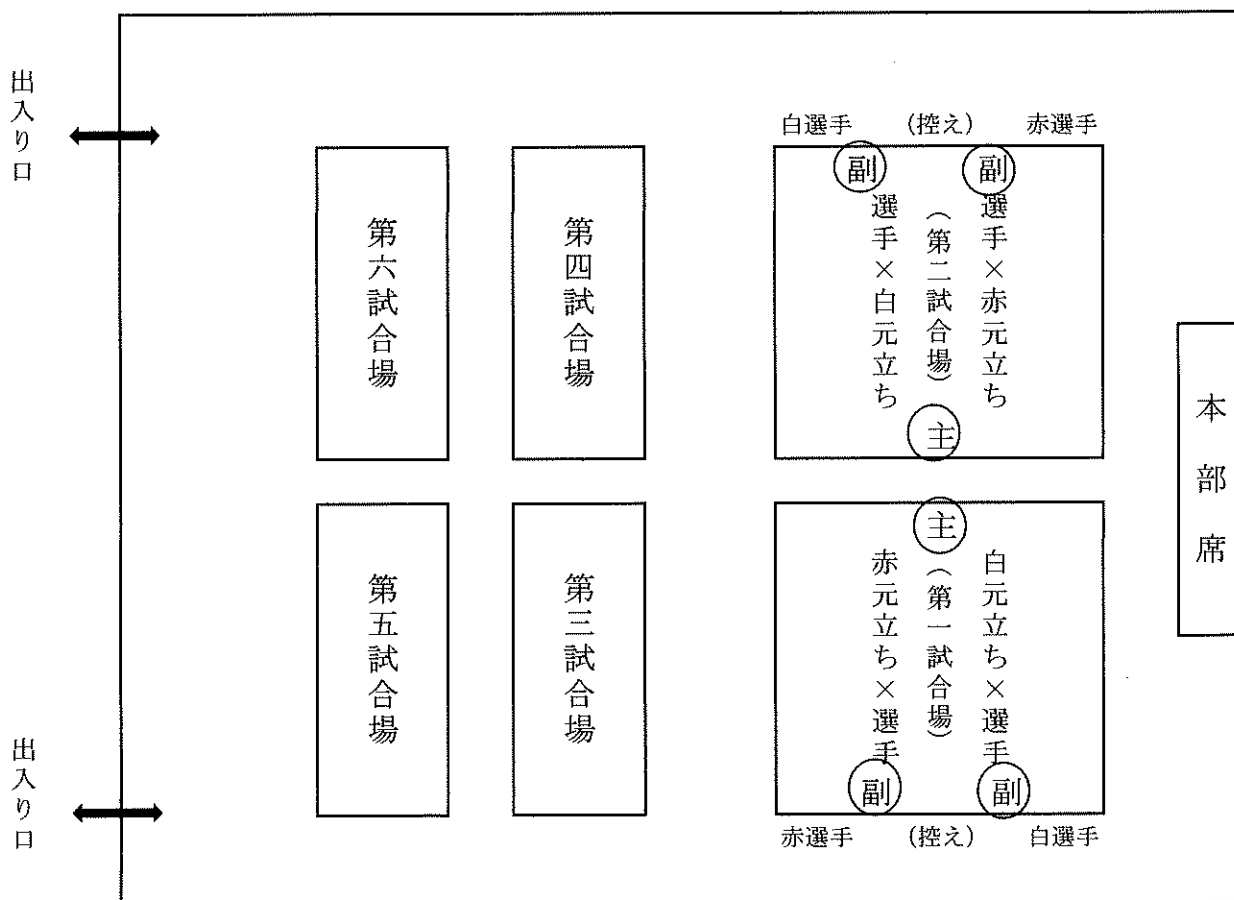 出入り口
白選手 (控え) 赤選手
副
副
選手×赤元立ち
(第二試合場)
選手×白元立ち
主
第四試合場
第六試合場
本部席
主
白元立ち×選手
(第一試合場)
赤元立ち×選手
副
副
赤選手 (控え) 白選手
第三試合場
第五試合場
出入り口